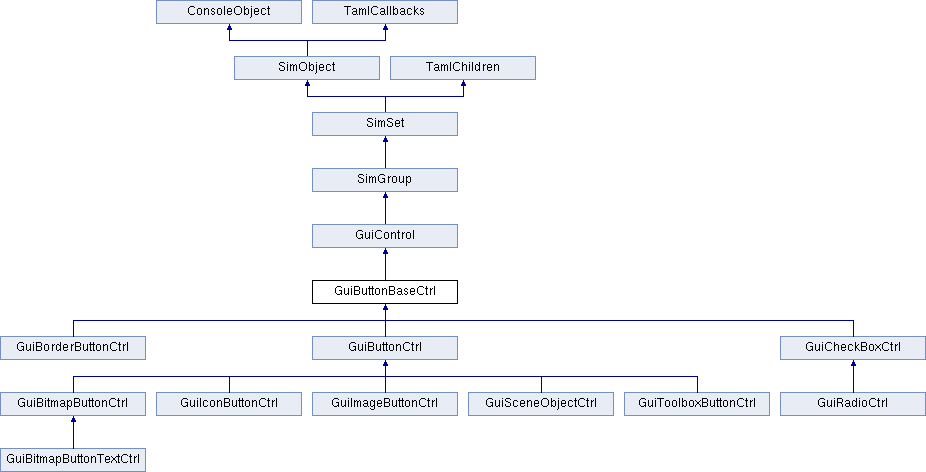 ConsoleObject TamlCallbacks
SimObject TamlChildren
SimSet
SimGroup
GuiControl
GuiButtonBaseCtrl
GuiBorderButtonCtrl GuiButtonCtrl GuiCheckBoxCtrl
GuiBitmapButtonCtrl GuiIconButtonCtrl GuiImageButtonCtrl GuiSceneObjectCtrl GuiToolboxButtonCtrl GuiRadioCtrl
GuiBitmapButtonTextCtrl